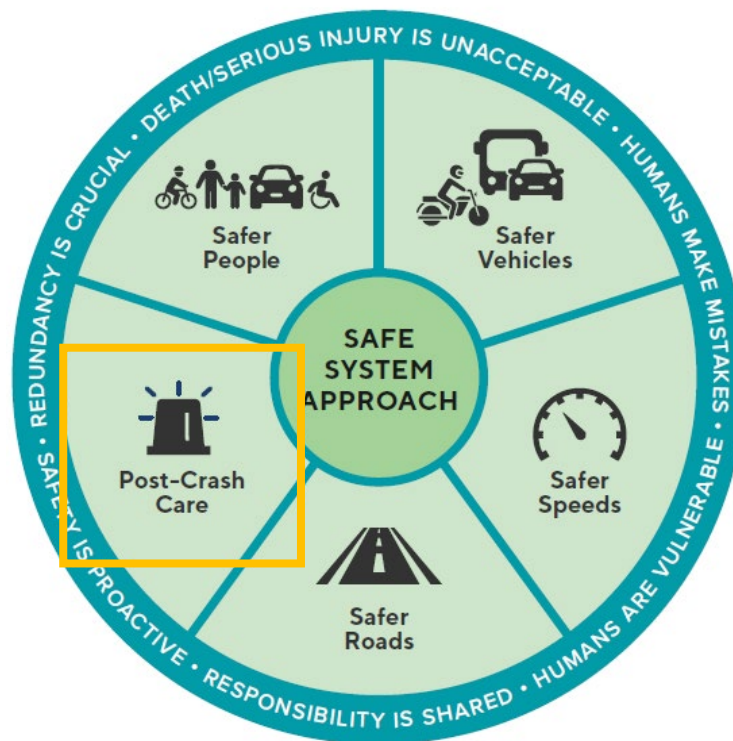 DEATH/SERIOUS INJURY IS UNACCEPTABLE • HUMANS MAKE MISTAKES • HUMANS ARE VULNERABLE • RESPONSIBILITY IS SHARED • SAFETY IS PROACTIVE • REDUNDANCY IS CRUCIAL •
Safer
People
Safer
Vehicles
SAFE
SYSTEM
APPROACH
Post-Crash
Care
Safer
Speeds
Safer
Roads